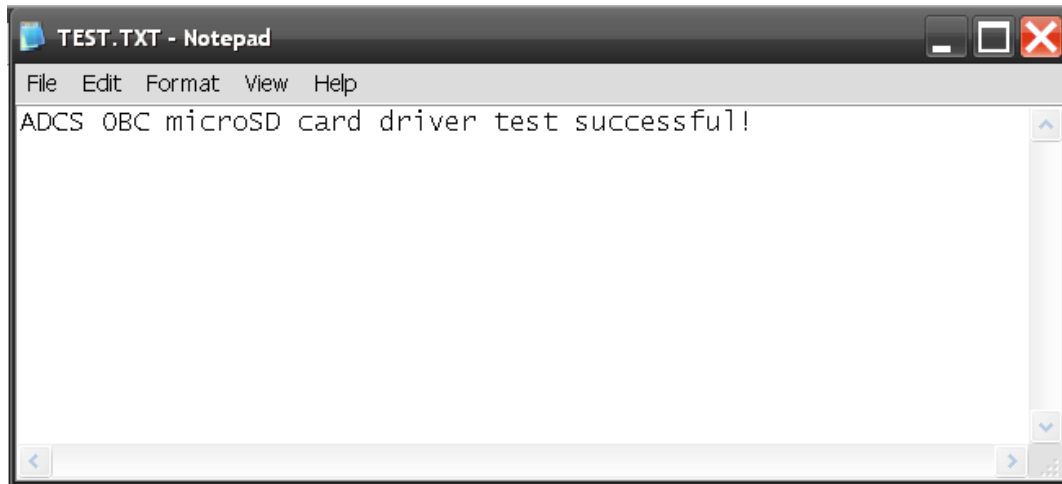 TEST.TXT - Notepad
File Edit Format View Help
ADCS OBC microSD card driver test successful!